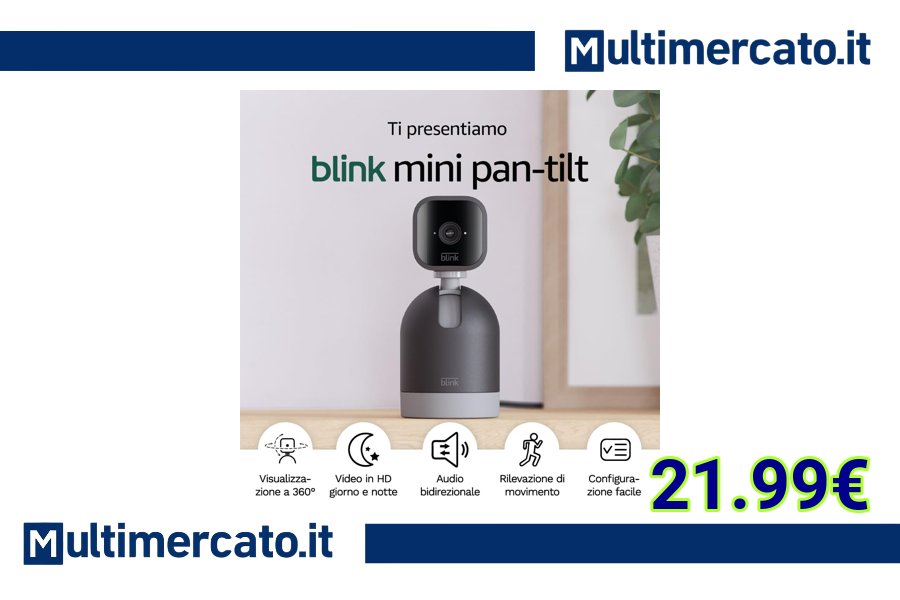 Multimercato.it
Ti presentiamo
blink mini pan-tilt
blink
blink
Visualizza-
zione a 360°
Video in HD
giorno e notte
Audio
bidirezionale
Rilevazione di
movimento
Configura-
zione facile
21.99€
Multimercato.it